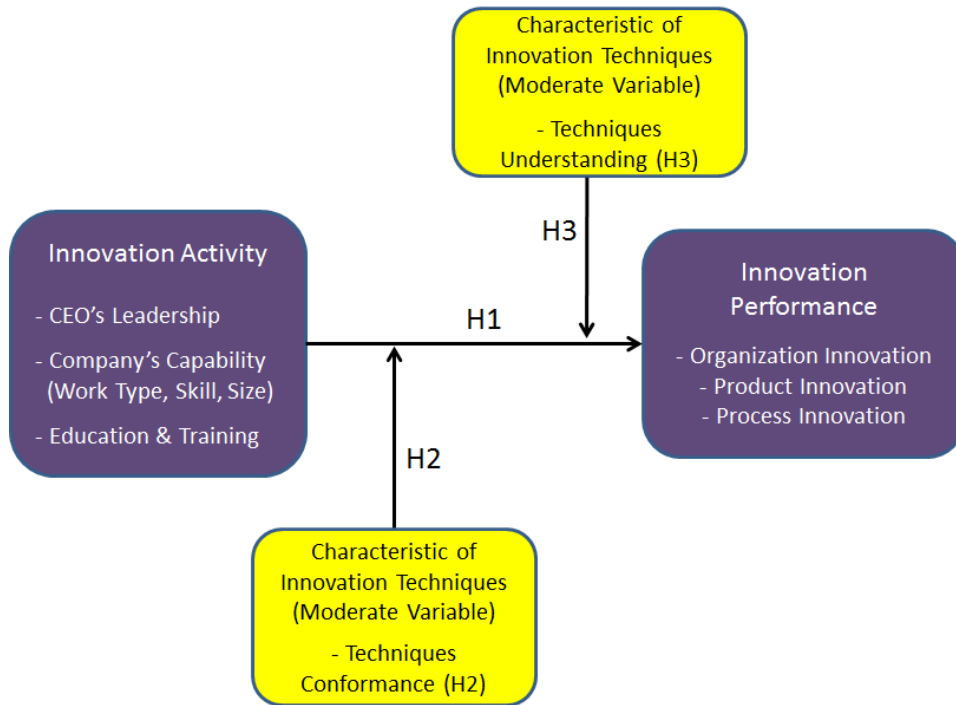 Characteristic of
Innovation Techniques
(Moderate Variable)
- Techniques
Understanding (H3)
H3
Innovation Activity
- CEO's Leadership
- Company's Capability
(Work Type, Skill, Size)
- Education & Training
H1
Innovation
Performance
- Organization Innovation
- Product Innovation
- Process Innovation
H2
Characteristic of
Innovation Techniques
(Moderate Variable)
- Techniques
Conformance (H2)